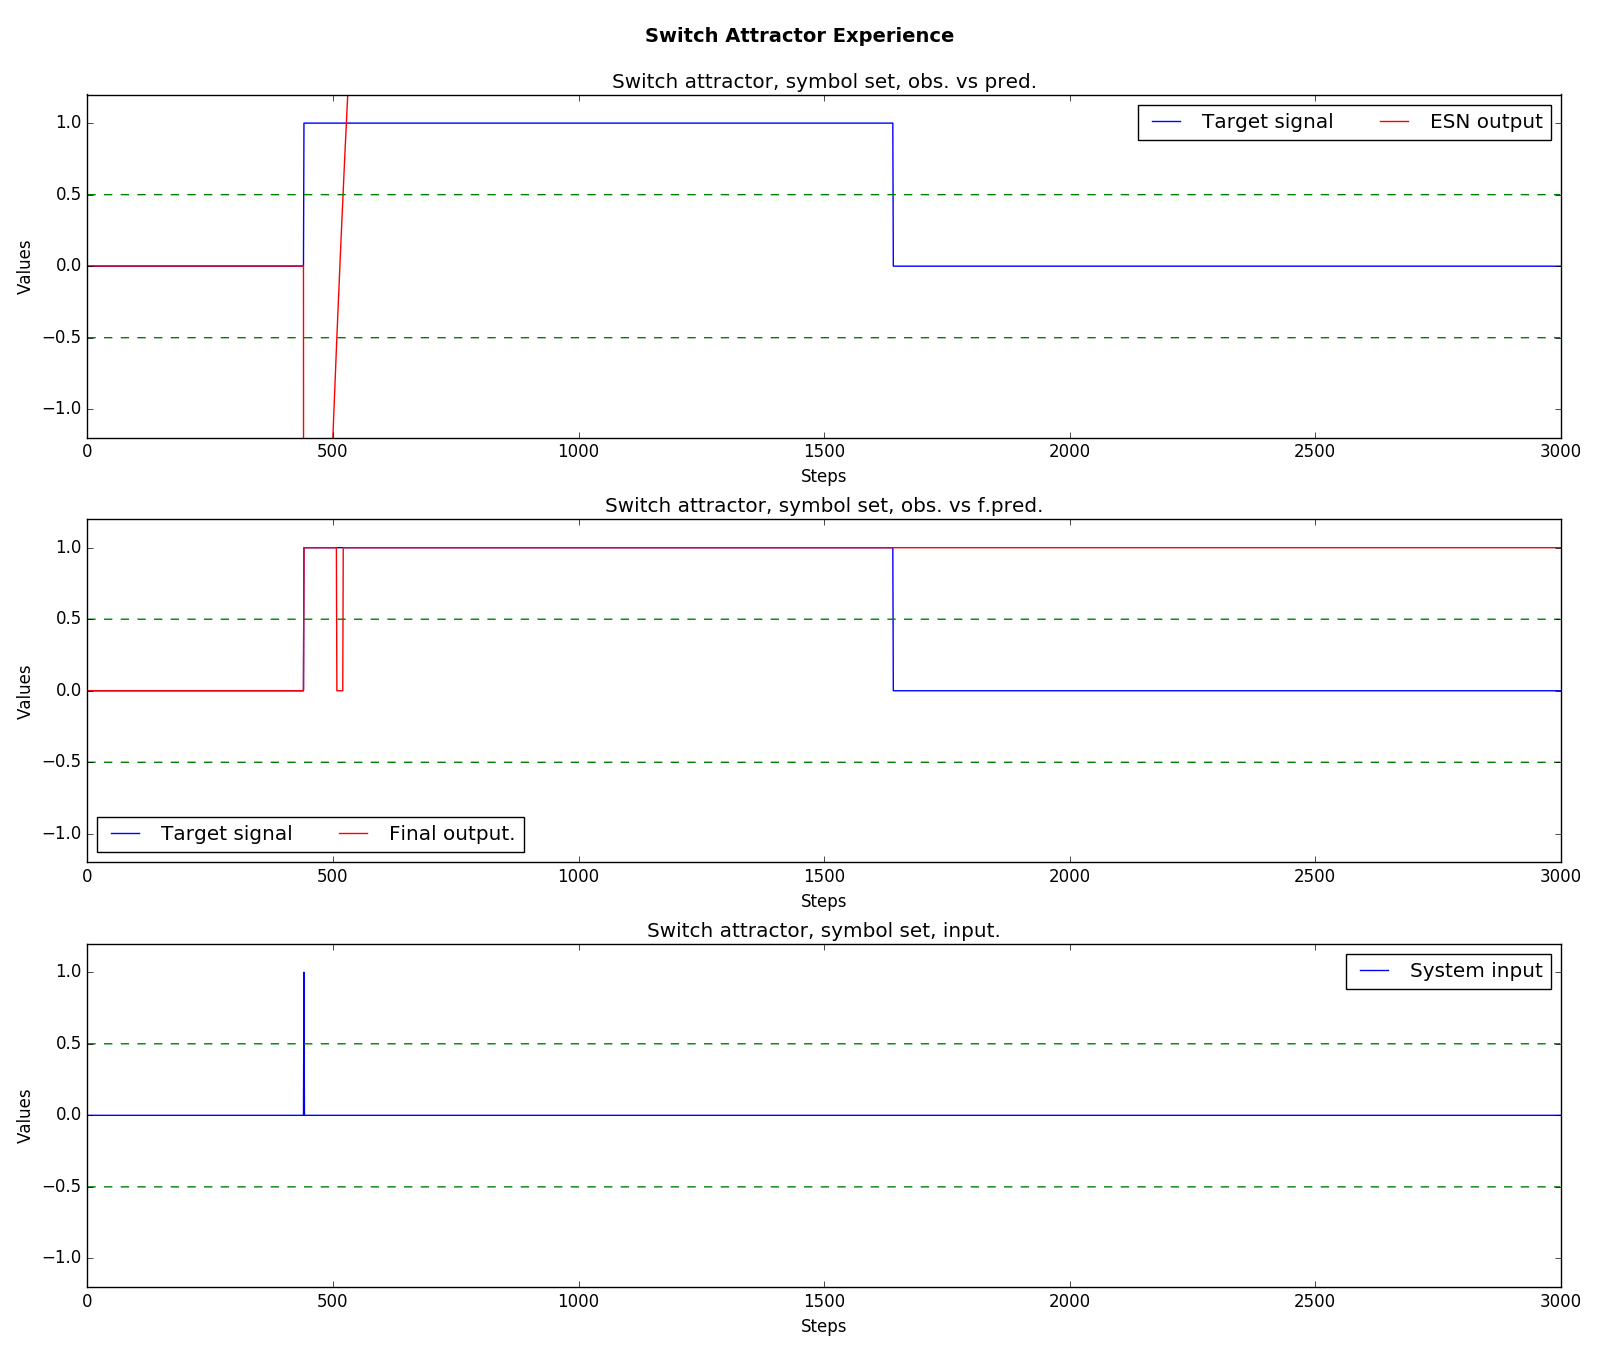 Switch Attractor Experience
Switch attractor, symbol set, obs. vs pred.
Target signal ESN output
1.0
0.5
0.0
−0.5
−1.0
Values
0 500 1000 1500 2000 2500 3000
Steps
Switch attractor, symbol set, obs. vs f.pred.
1.0
0.5
0.0
−0.5
−1.0
Values
Target signal Final output.
0 500 1000 1500 2000 2500 3000
Steps
Switch attractor, symbol set, input.
System input
1.0
0.5
0.0
−0.5
−1.0
Values
0 500 1000 1500 2000 2500 3000
Steps